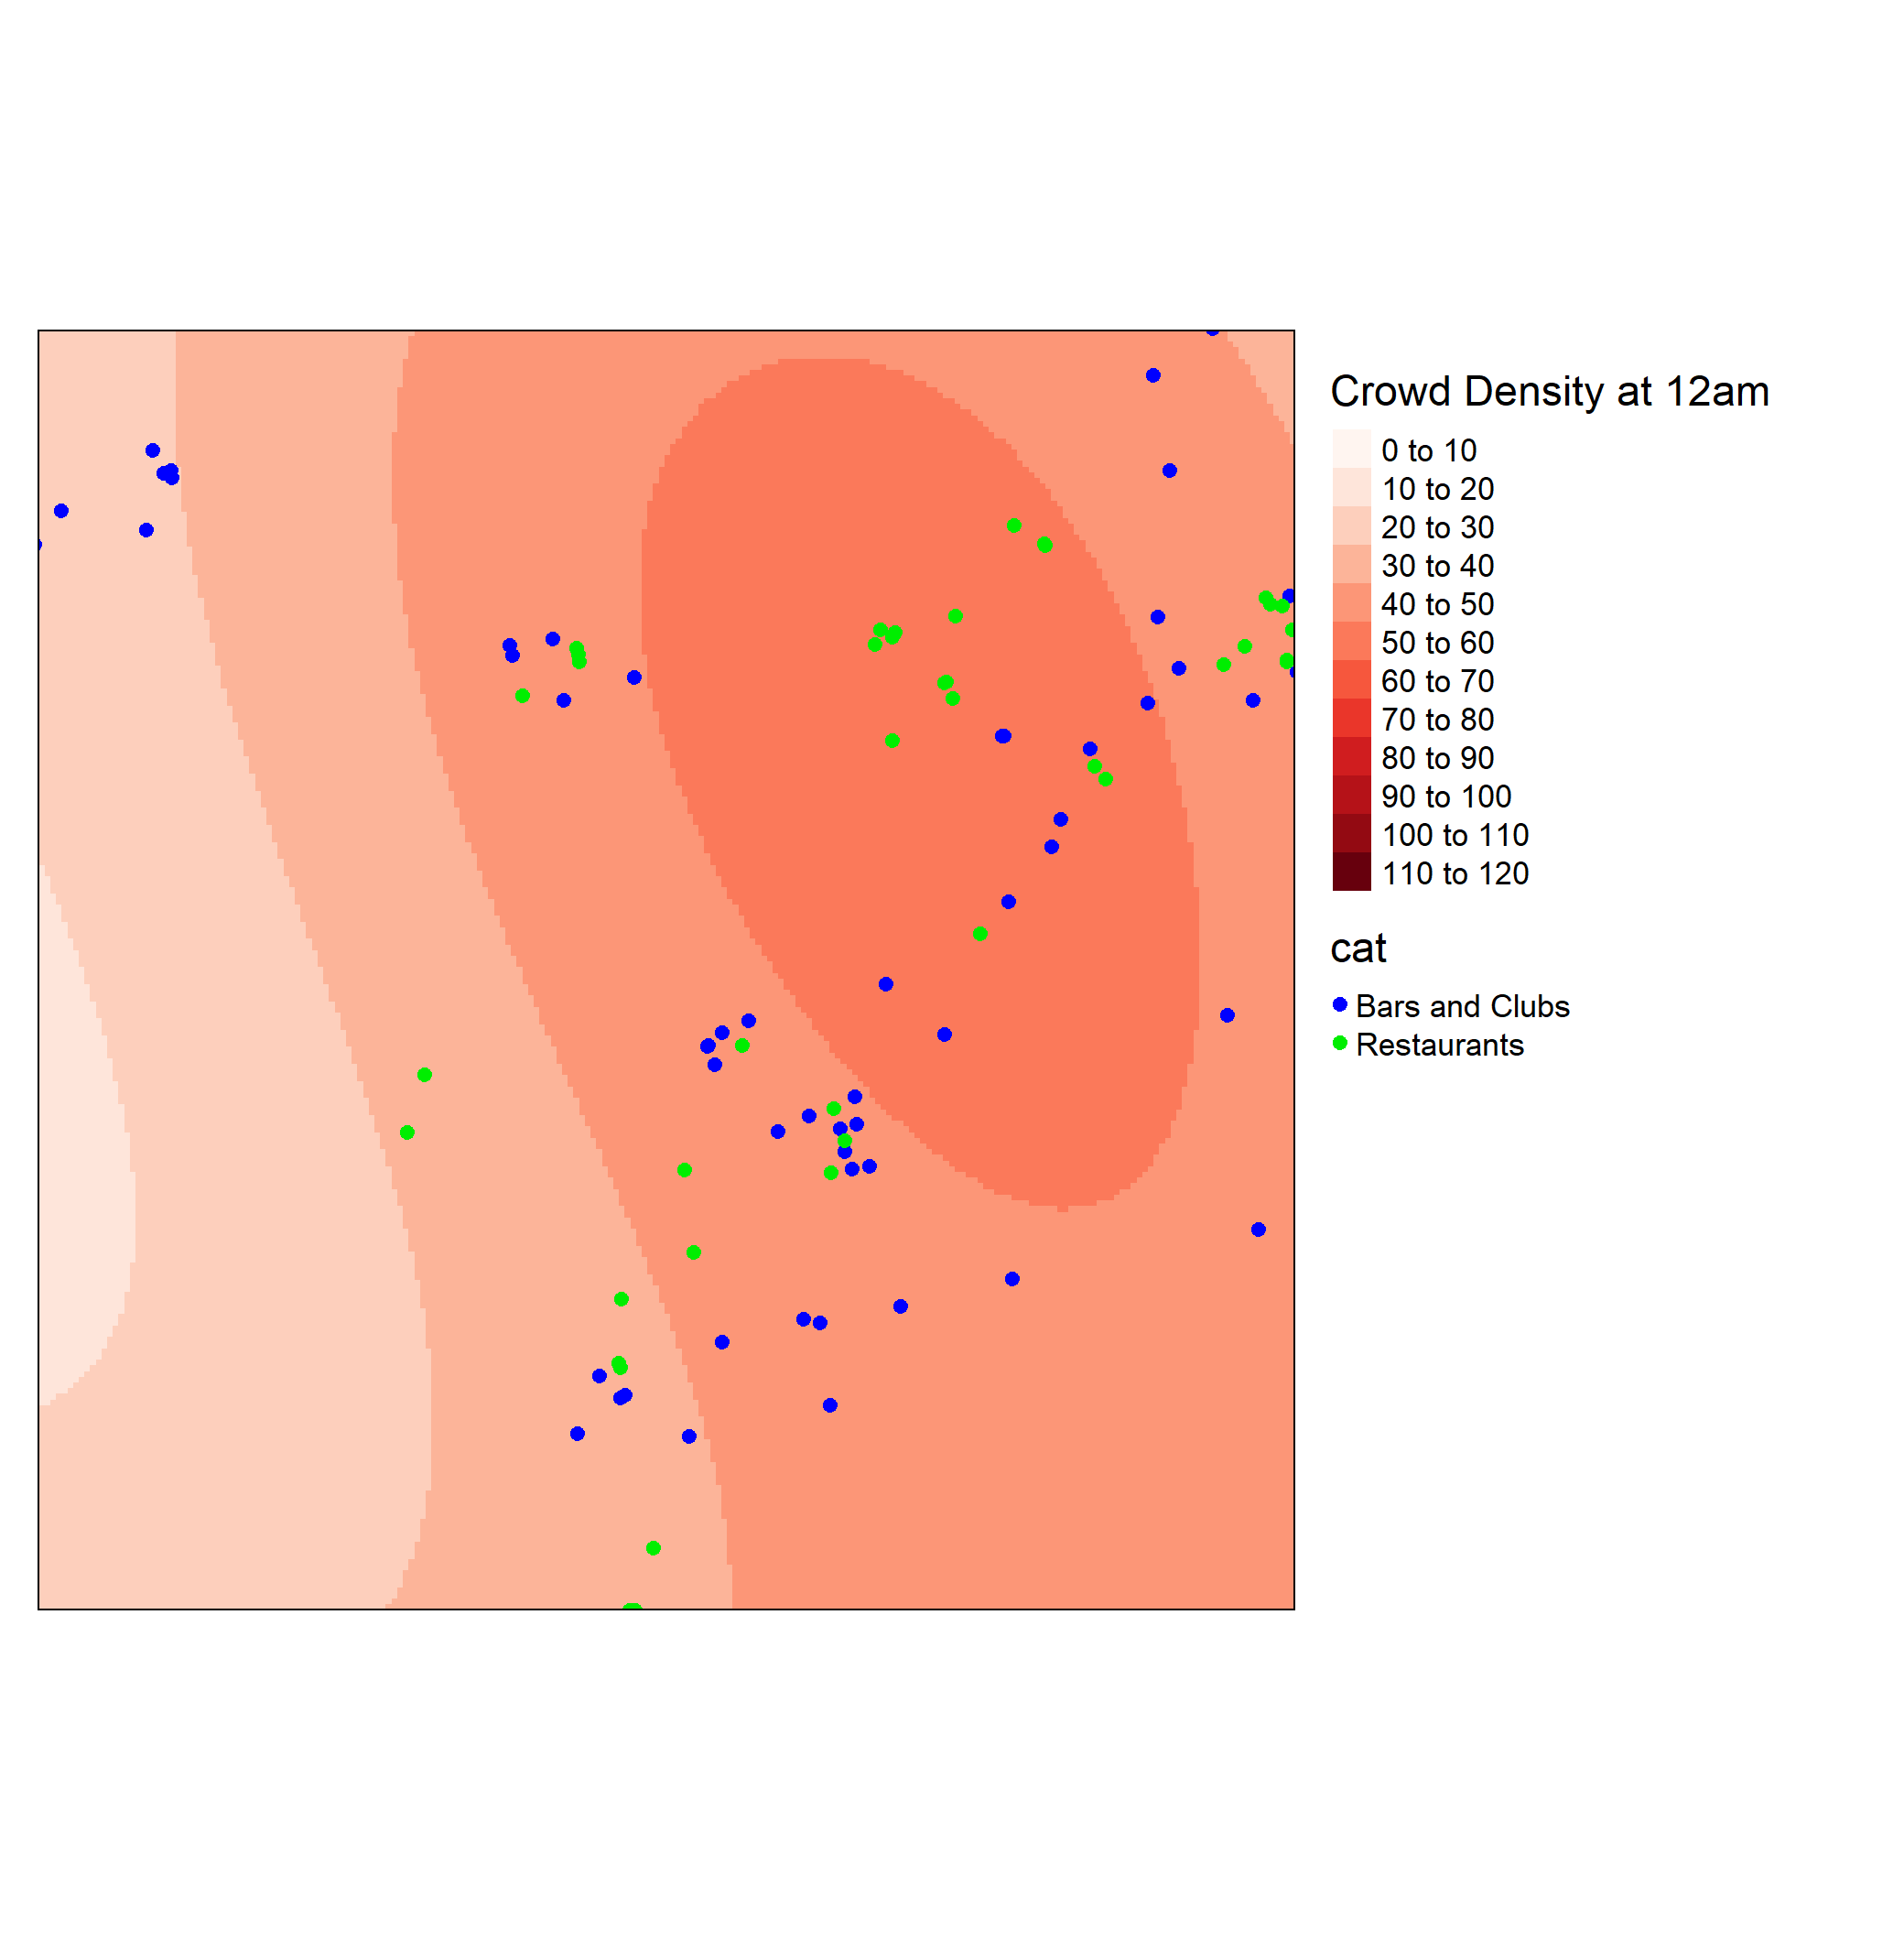 Crowd Density at 12am
0 to 10
10 to 20
20 to 30
30 to 40
40 to 50
50 to 60
60 to 70
70 to 80
80 to 90
90 to 100
100 to 110
110 to 120
cat
Bars and Clubs
Restaurants